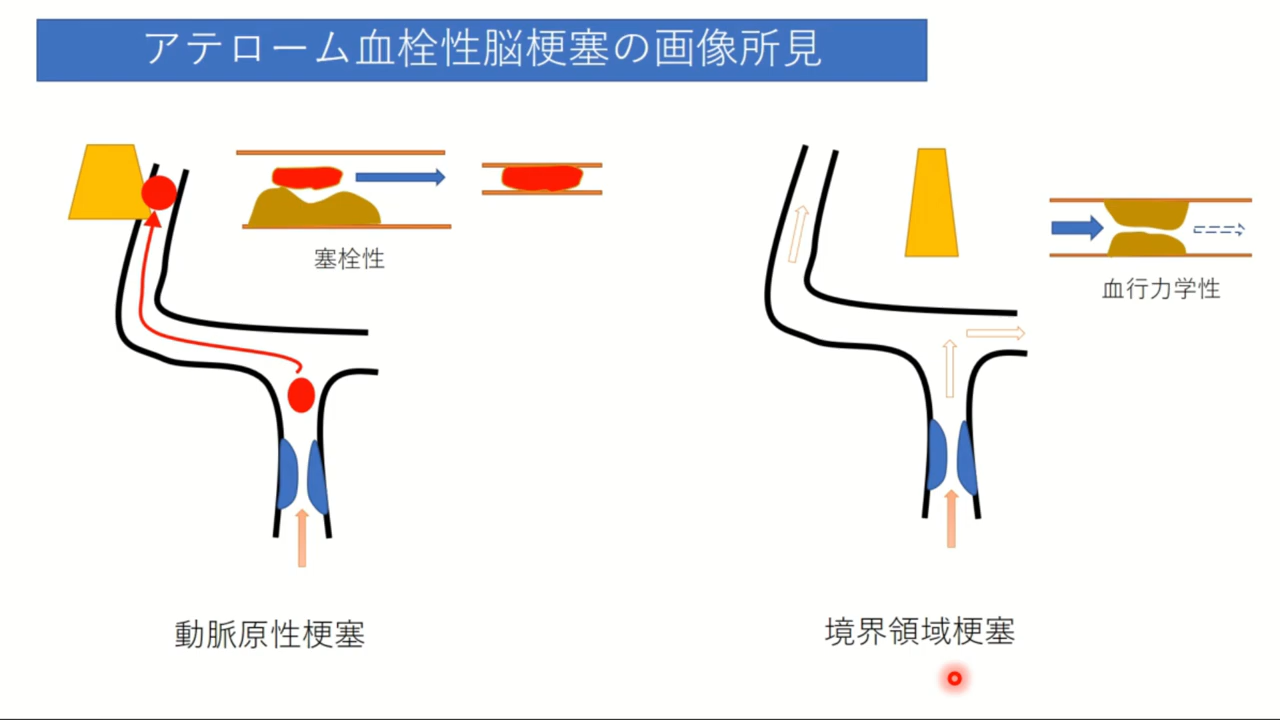 アテローム血栓性脳梗塞の画像所見
塞栓性
血行力学性
動脈原性梗塞
境界領域梗塞